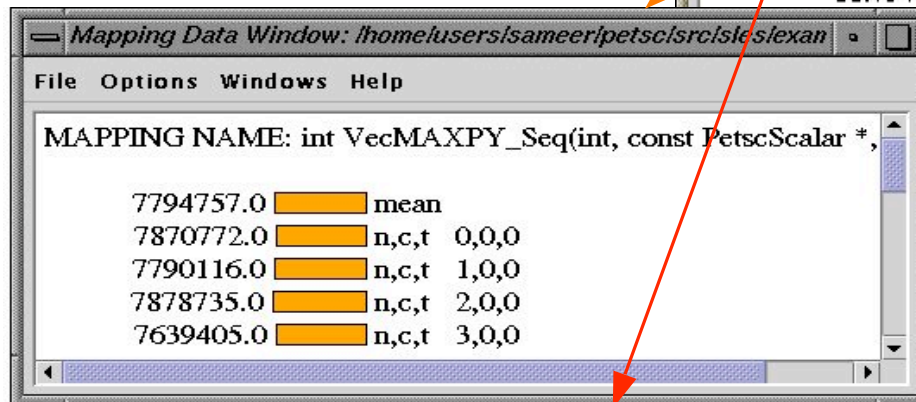 Mapping Data Window: /home/users/sameer/petsc/src/sles/exam
File Options Windows Help
MAPPING NAME: int VecMAXPY_Seq(int, const PetscScalar *,
7794757.0 mean
7870772.0 n,c,t 0,0,0
7790116.0 n,c,t 1,0,0
7878735.0 n,c,t 2,0,0
7639405.0 n,c,t 3,0,0